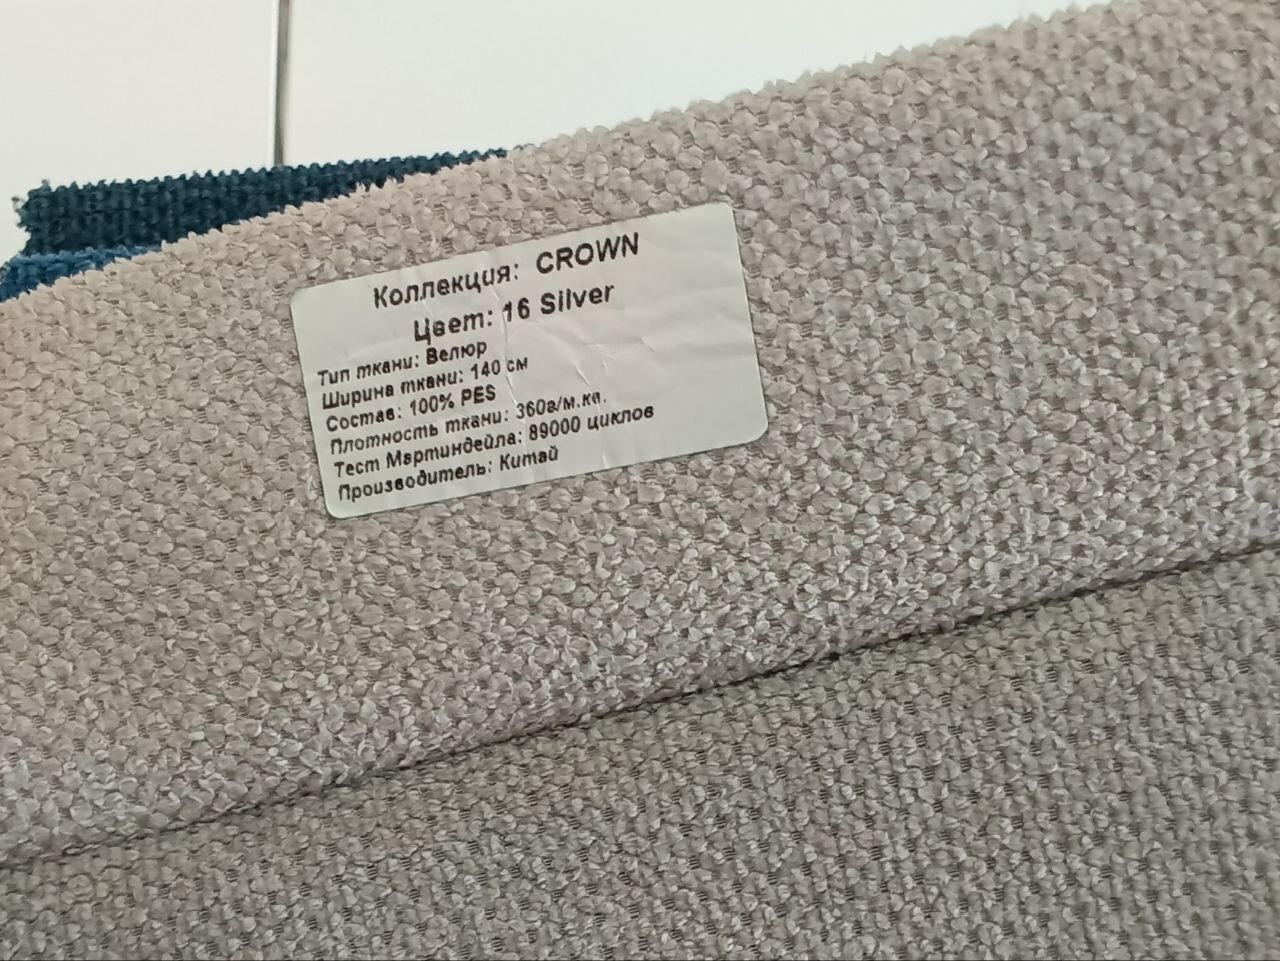 Коллекция: CROWN
Цвет: 16 Silver
Тип ткани: Велюр
Ширина ткани: 140 см
Состав: 100% PES
Плотность ткани: 360г/м.кв.
Тест Мартиндейла: 89000 циклов
Производитель: Китай